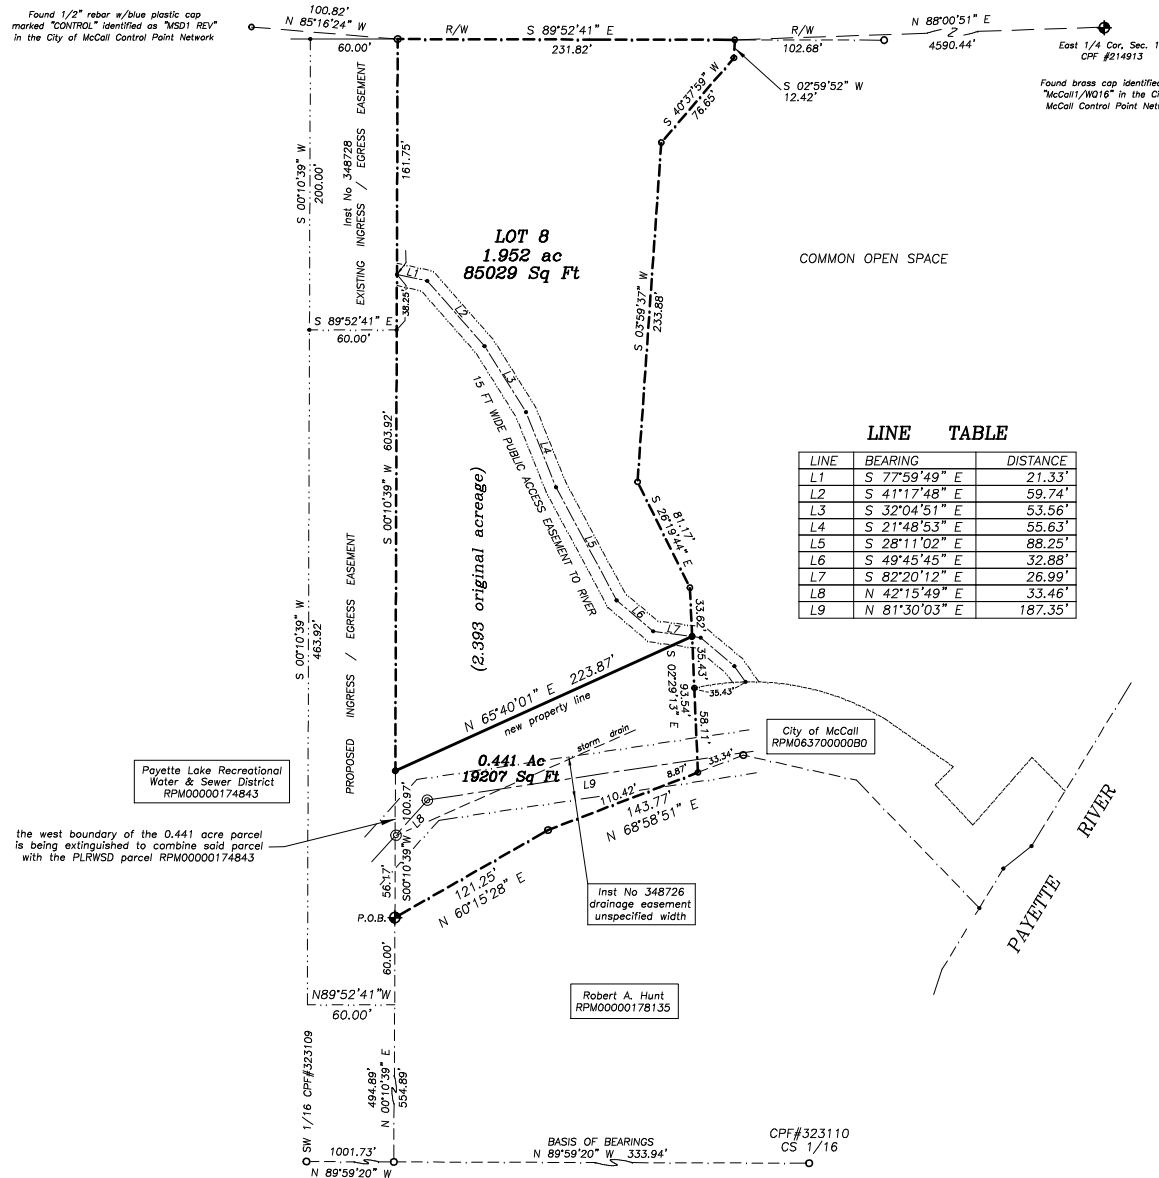 Found 1/2" rebar w/blue plastic cap
marked "CONTROL" identified as "MSD1 REV"
in the City of McCall Control Point Network
100.82'
N 85°16'24" W
60.00'
R/W
S 89°52'41" E
231.82'
R/W
102.68'
N 88°00'51" E
2
4590.44'
East 1/4 Cor, Sec. 1
CPF #214913
Found brass cap identified
"McCall1/WQ16" in the Ci
McCall Control Point Net
S 02°59'52" W
12.42'
S 40°37'59" W
76.65'
S 00°10'39" W
200.00'
Inst No 348728
EXISTING INGRESS / EGRESS EASEMENT
161.75'
LOT 8
1.952 ac
85029 Sq Ft
COMMON OPEN SPACE
S 03°59'37" W
233.88'
L1
38.25'
L2
S 89°52'41" E
60.00'
L3
15 FT WIDE PUBLIC ACCESS EASEMENT TO RIVER
L4
L5
L6
L7
S 00°10'39" W 603.92'
(2.393 original acreage)
81.17'
S 26°19'44" E
LINE TABLE
LINE BEARING DISTANCE
L1 S 77°59'49" E 21.33'
L2 S 41°17'48" E 59.74'
L3 S 32°04'51" E 53.56'
L4 S 21°48'53" E 55.63'
L5 S 28°11'02" E 88.25'
L6 S 49°45'45" E 32.88'
L7 S 82°20'12" E 26.99'
L8 N 42°15'49" E 33.46'
L9 N 81°30'03" E 187.35'
33.62'
S 00°10'39" W
463.92'
PROPOSED INGRESS / EGRESS EASEMENT
N 65°40'01" E 223.87'
new property line
35.43'
93.54'
S 02°29'13" E
58.11'
35.43'
City of McCall
RPM063700000B0
storm drain
0.441 Ac
19207 Sq Ft
L9
8.87'
33.34'
110.42'
143.77'
N 68°58'51" E
Payette Lake Recreational
Water & Sewer District
RPM00000174843
the west boundary of the 0.441 acre parcel
is being extinguished to combine said parcel
with the PLRWSD parcel RPM00000174843
100.97'
L8
S00°10'39"W
56.17'
121.25'
N 60°15'28" E
P.O.B.
Inst No 348726
drainage easement
unspecified width
PAYETTE RIVER
60.00'
N89°52'41"W
60.00'
Robert A. Hunt
RPM00000178135
SW 1/16 CPF#323109
494.89'
N 00°10'39" E
554.89'
1001.73'
N 89°59'20" W
BASIS OF BEARINGS
N 89°59'20" W 333.94'
CPF#323110
CS 1/16